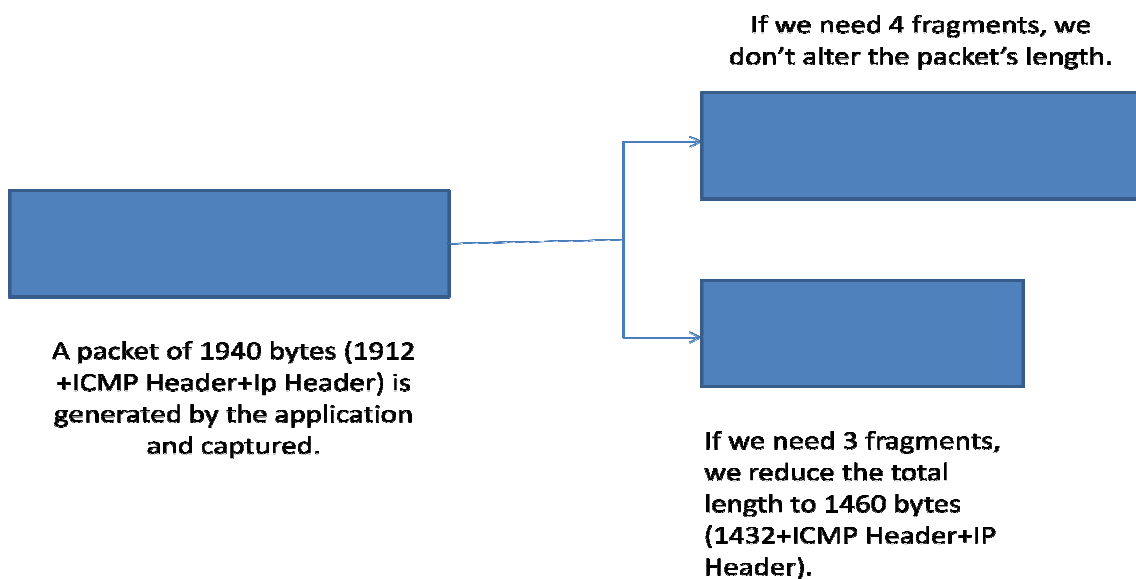 If we need 4 fragments, we
don't alter the packet's length.
A packet of 1940 bytes (1912
+ICMP Header+Ip Header) is
generated by the application
and captured.
If we need 3 fragments,
we reduce the total
length to 1460 bytes
(1432+ICMP Header+IP
Header).